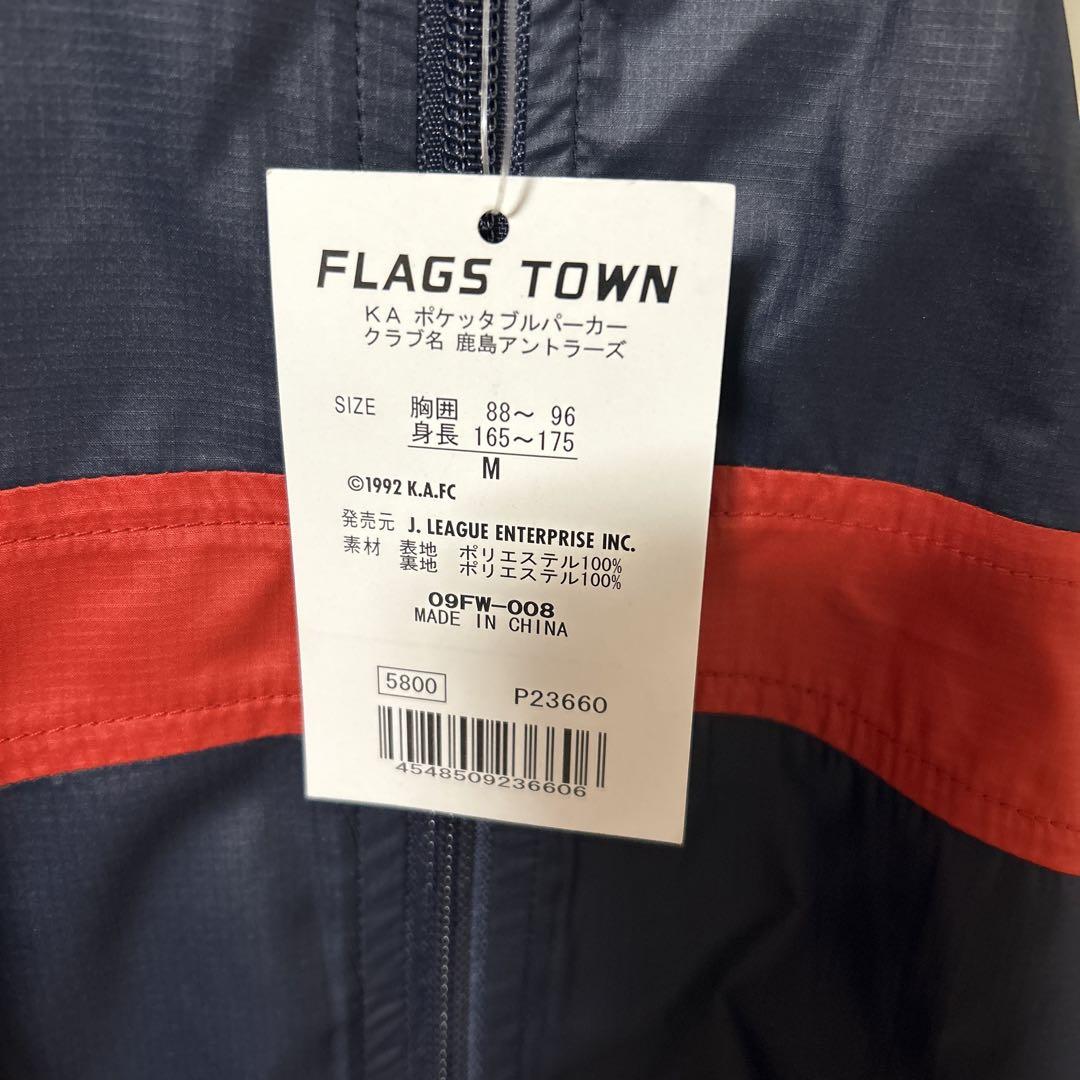 FLAGS TOWN
KA ポケッタブルパーカー
クラブ名 鹿島アントラーズ
SIZE 胸囲 88～ 96
身長 165～175
M
©1992 K.A.FC
発売元 J. LEAGUE ENTERPRISE INC.
素材 表地 ポリエステル100%
裏地 ポリエステル100%
09FW-008
MADE IN CHINA
5800 P23660
4548509236606